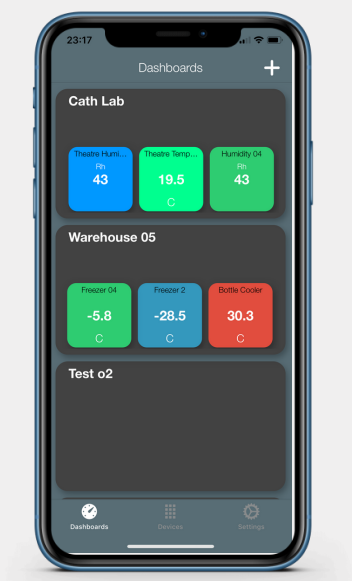 23:17
Dashboards
Cath Lab
Theatre Humi...
Theatre Temp...
Humidity 04
Rh
Rh
43
19.5
43
C
Warehouse 05
Freezer 04
Freezer 2
Bottle Cooler
-5.8
-28.5
30.3
C
C
C
Test o2
Dashboards
Devices
Settings